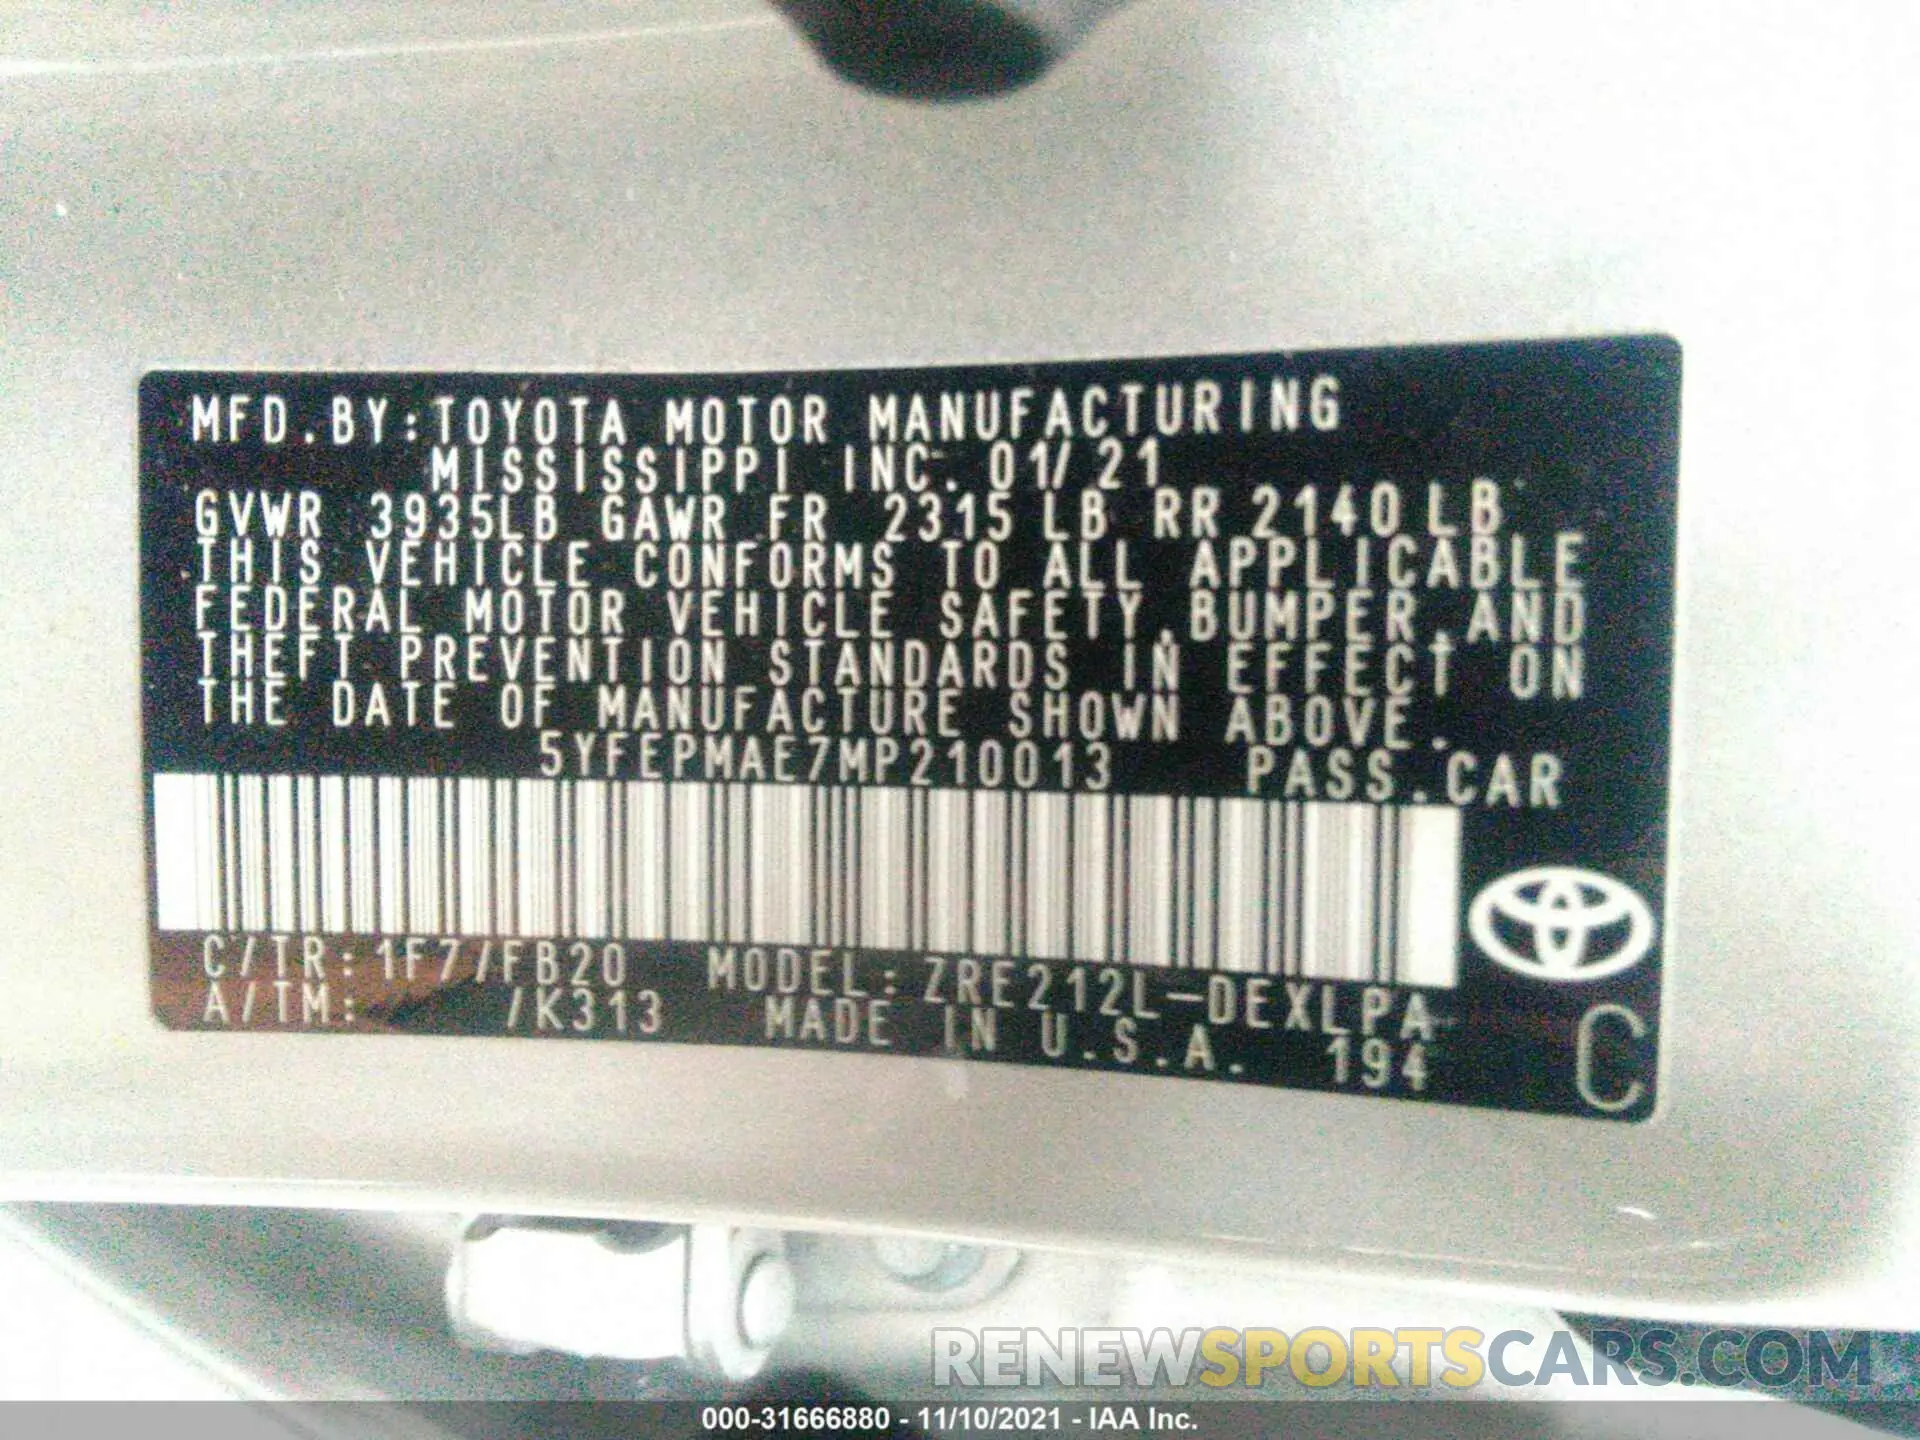 MFD.BY:TOYOTA MOTOR MANUFACTURING
MISSISSIPPI INC. 01/21
GVWR 3935LB GAWR FR 2315 LB RR 2140 LB
THIS VEHICLE CONFORMS TO ALL APPLICABLE
FEDERAL MOTOR VEHICLE SAFETY,BUMPER,AND
THEFT PREVENTION STANDARDS IN EFFECT ON
THE DATE OF MANUFACTURE SHOWN ABOVE.
5YFEPMAE7MP210013 PASS.CAR
C/TR:1F7/FB20 MODEL:ZRE212L-DEXLPA
A/TM: /K313 MADE IN U.S.A. 194
C
RENEWSPORTSCARS.COM
000-31666880 - 11/10/2021 - IAA Inc.